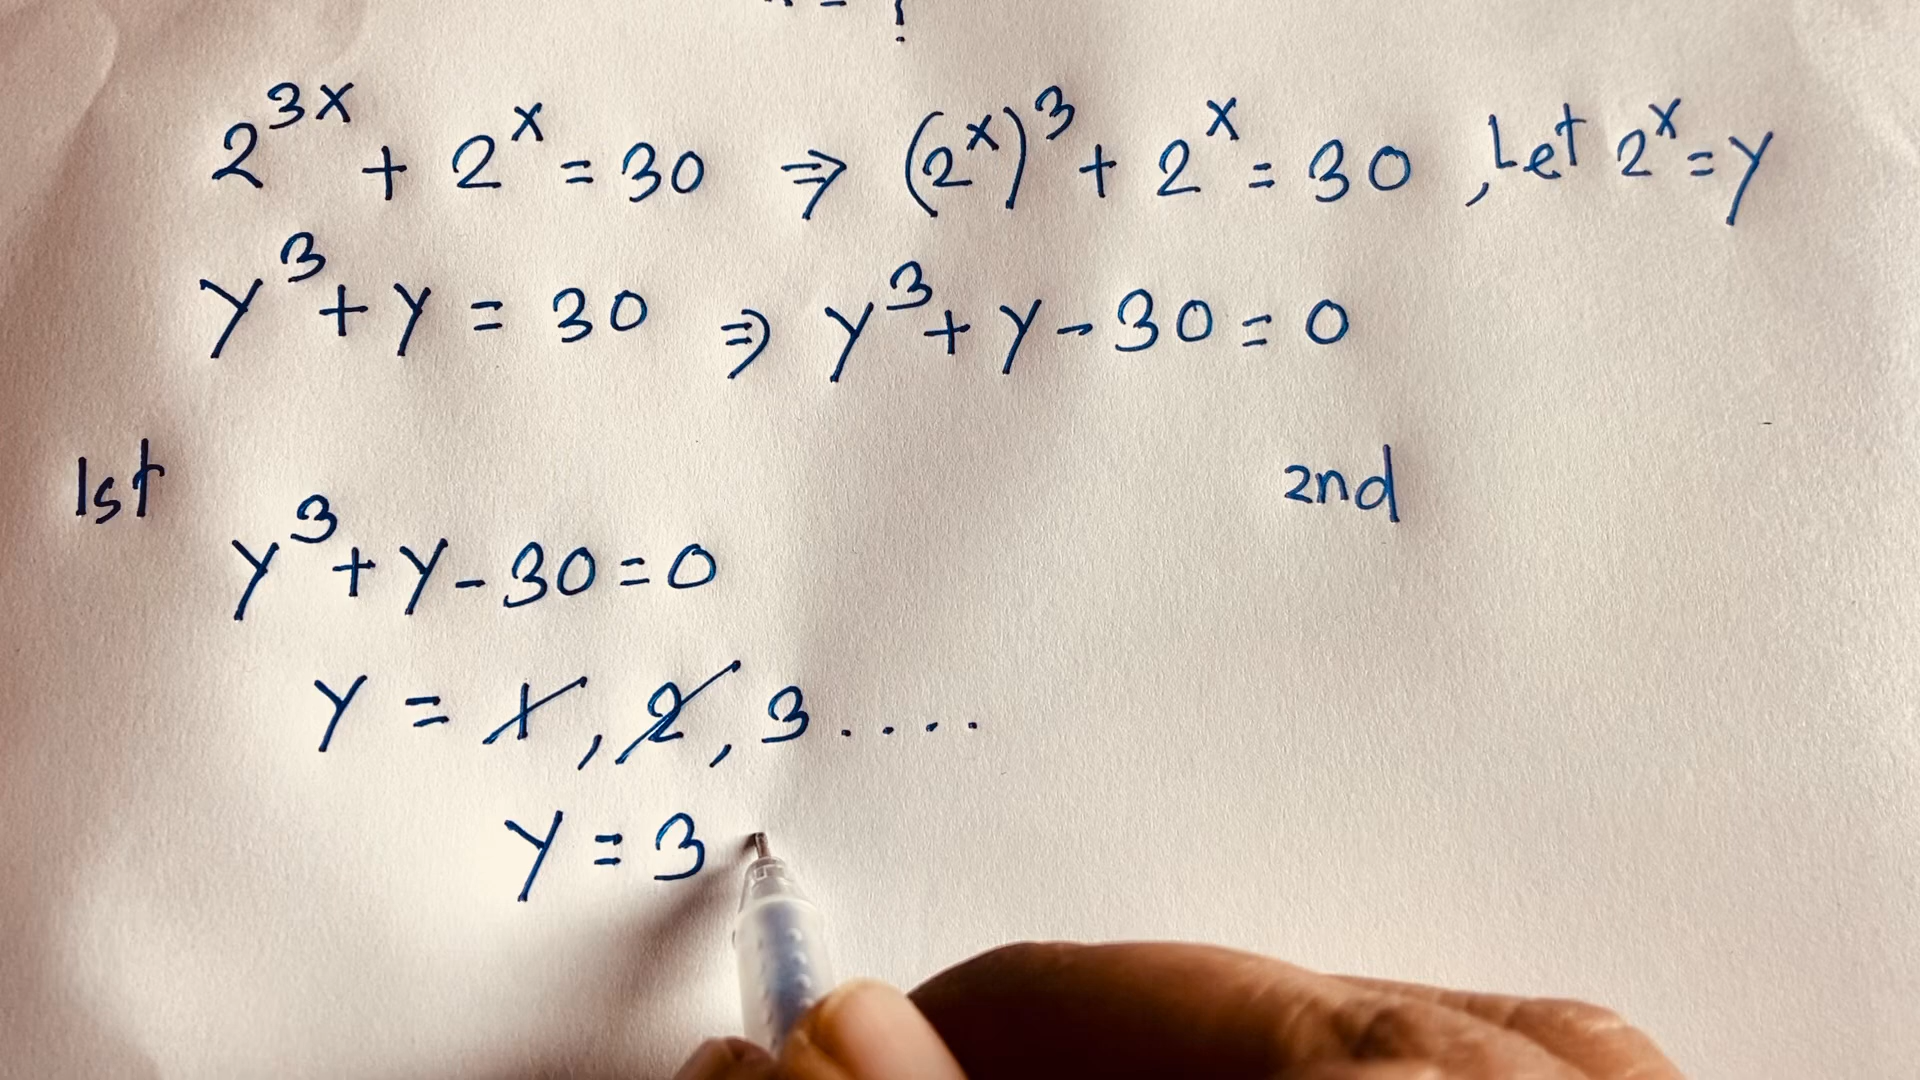 2^{3x} + 2^x = 30 ⇒ (2^x)^3 + 2^x = 30 , Let 2^x = y
y^3 + y = 30 ⇒ y^3 + y - 30 = 0
1st
2nd
y^3 + y - 30 = 0
y = 1, 2, 3 . . . .
y = 3